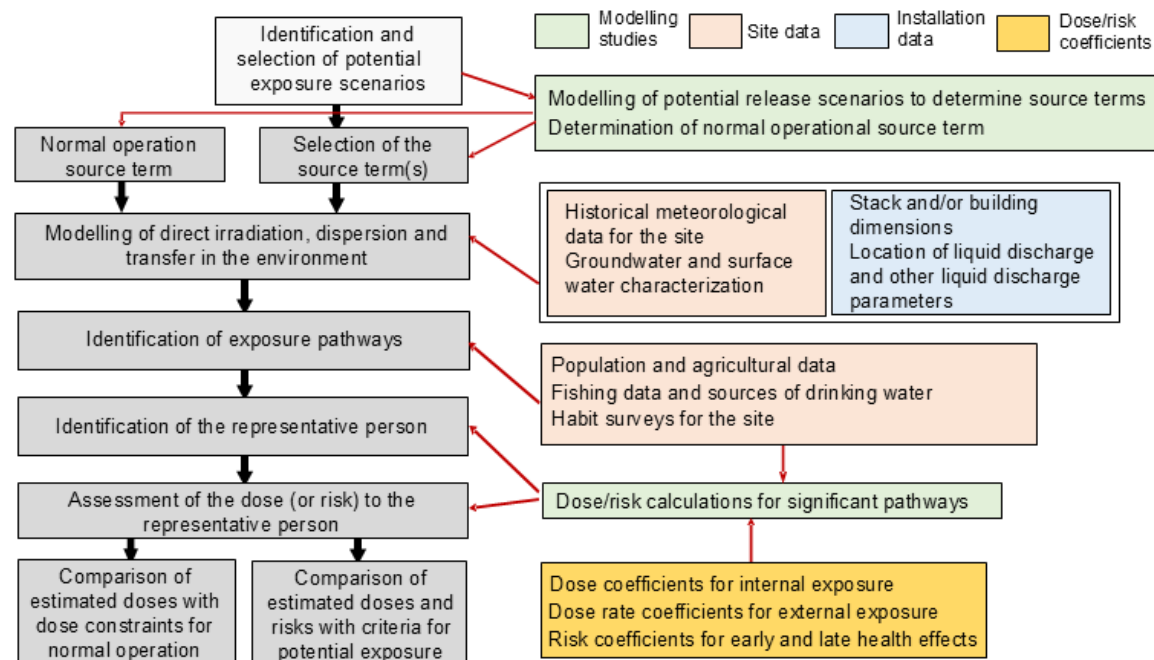 Identification and
selection of potential
exposure scenarios
Modelling
studies
Site data
Installation
data
Dose/risk
coefficients
Modelling of potential release scenarios to determine source terms
Determination of normal operational source term
Normal operation
source term
Selection of the
source term(s)
Historical meteorological
data for the site
Groundwater and surface
water characterization
Stack and/or building
dimensions
Location of liquid discharge
and other liquid discharge
parameters
Modelling of direct irradiation, dispersion and
transfer in the environment
Identification of exposure pathways
Population and agricultural data
Fishing data and sources of drinking water
Habit surveys for the site
Identification of the representative person
Assessment of the dose (or risk) to the
representative person
Dose/risk calculations for significant pathways
Comparison of
estimated doses with
dose constraints for
normal operation
Comparison of
estimated doses and
risks with criteria for
potential exposure
Dose coefficients for internal exposure
Dose rate coefficients for external exposure
Risk coefficients for early and late health effects